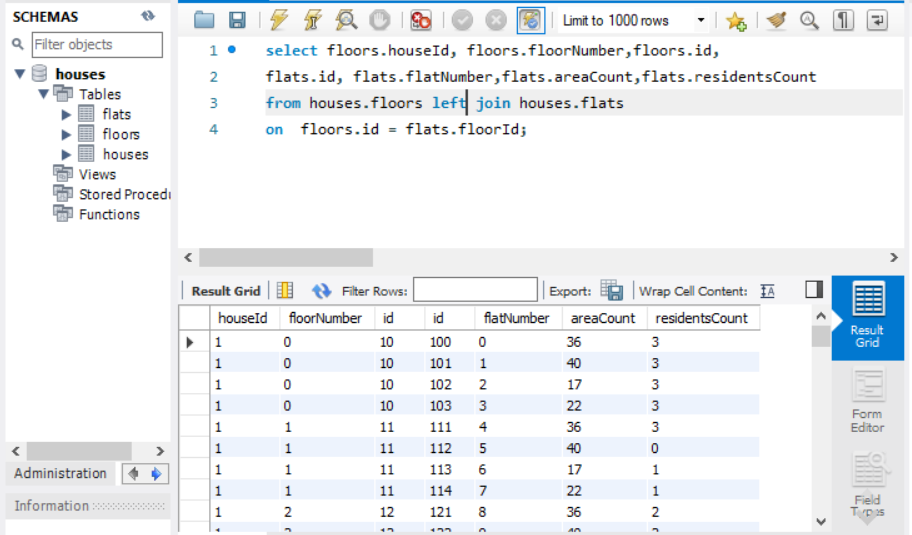 SCHEMAS
Filter objects
houses
Tables
flats
floors
houses
Views
Stored Procedu
Functions
Administration
Information
Limit to 1000 rows
1 select floors.houseId, floors.floorNumber,floors.id,
2 flats.id, flats.flatNumber,flats.areaCount,flats.residentsCount
3 from houses.floors left join houses.flats
4 on floors.id = flats.floorId;
Result Grid Filter Rows: Export: Wrap Cell Content: IA
houseId floorNumber id id flatNumber areaCount residentsCount
1 0 10 100 0 36 3
1 0 10 101 1 40 3
1 0 10 102 2 17 3
1 0 10 103 3 22 3
1 1 11 111 4 36 3
1 1 11 112 5 40 0
1 1 11 113 6 17 1
1 1 11 114 7 22 1
1 2 12 121 8 36 2
Result
Grid
Form
Editor
Field
Types